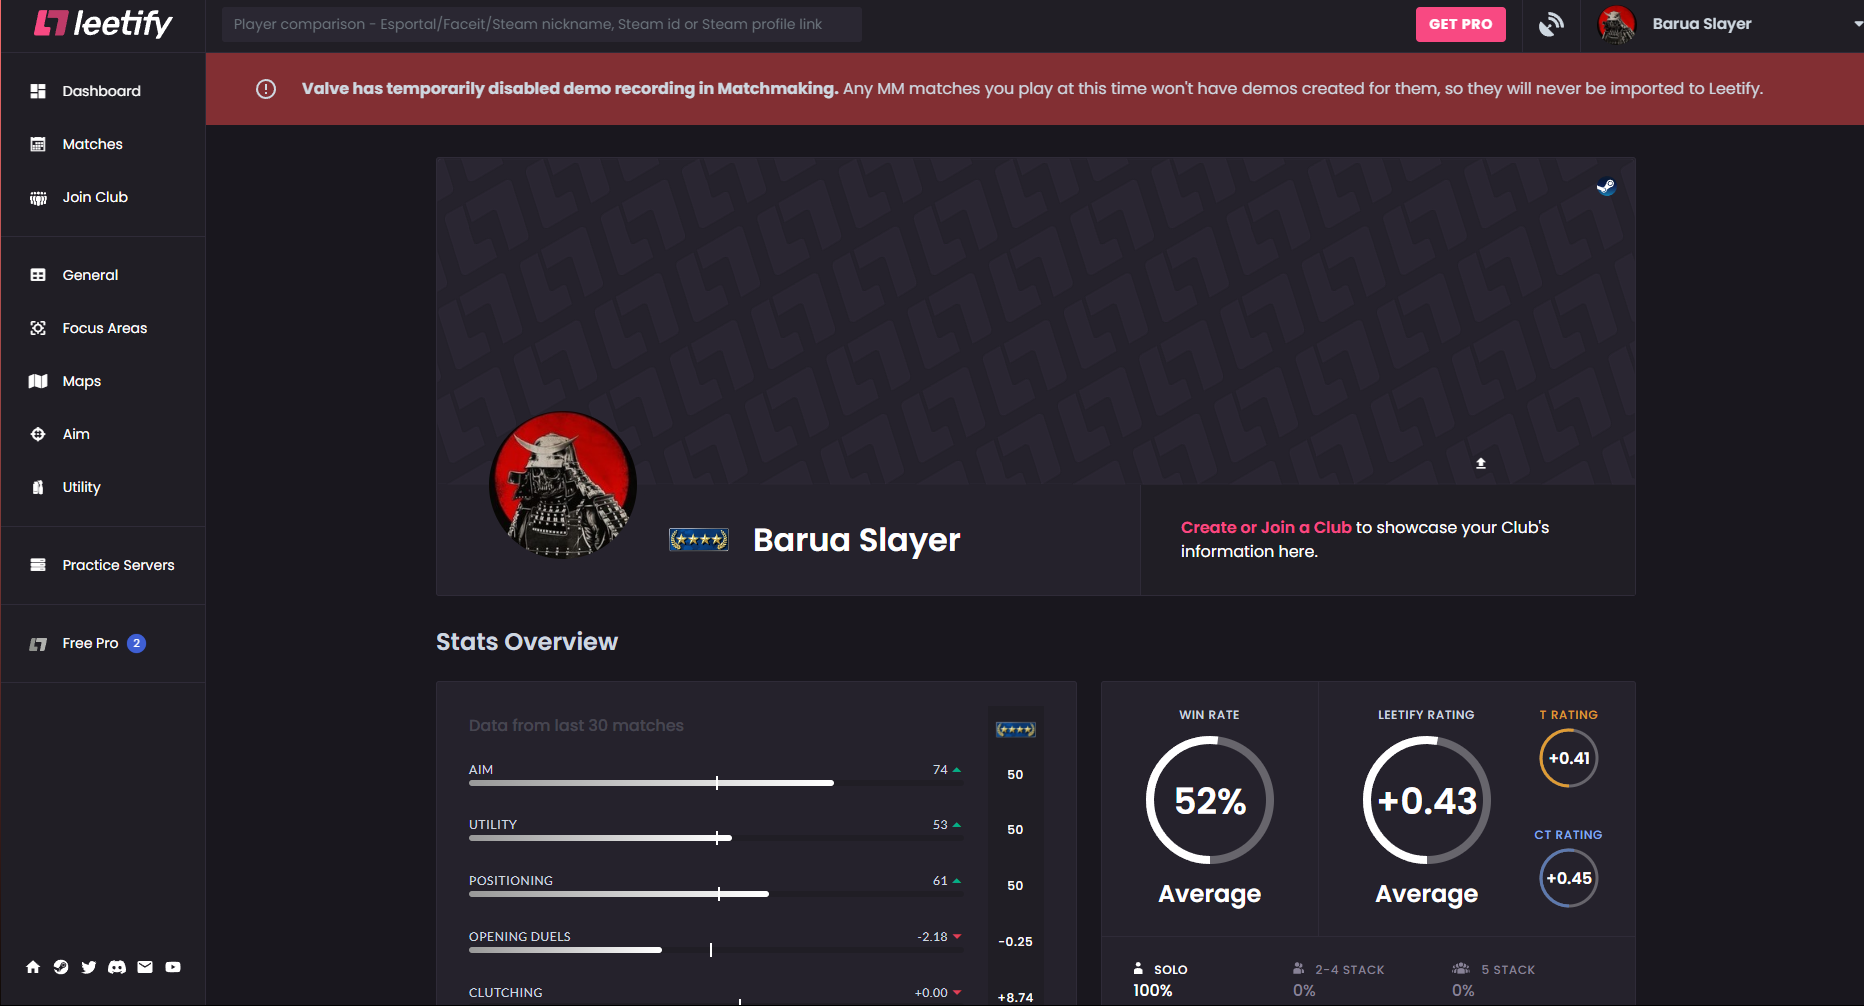 leetify
Player comparison - Esportal/Faceit/Steam nickname, Steam id or Steam profile link
GET PRO
Barua Slayer
Valve has temporarily disabled demo recording in Matchmaking. Any MM matches you play at this time won't have demos created for them, so they will never be imported to Leetify.
Dashboard
Matches
Join Club
General
Focus Areas
Maps
Aim
Utility
Practice Servers
Free Pro 2
Barua Slayer
Create or Join a Club to showcase your Club's
information here.
Stats Overview
Data from last 30 matches
AIM 74 50
UTILITY 53 50
POSITIONING 61 50
OPENING DUELS -2.18 -0.25
CLUTCHING +0.00 +8.74
WIN RATE
52%
Average
LEETIFY RATING
+0.43
Average
T RATING
+0.41
CT RATING
+0.45
SOLO
100%
2-4 STACK
0%
5 STACK
0%